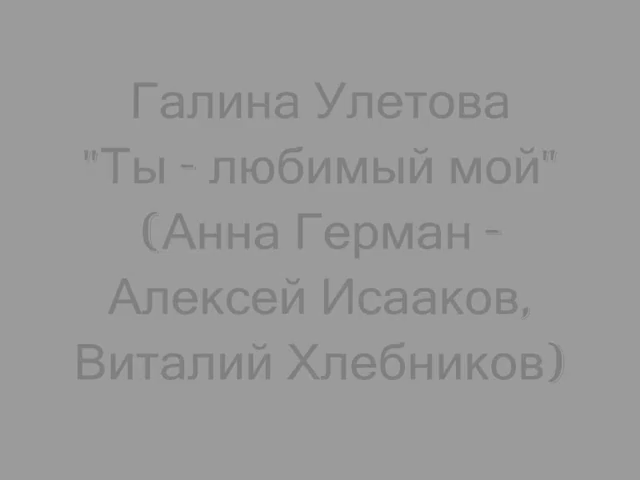 Галина Улетова
"Ты - любимый мой"
(Анна Герман -
Алексей Исааков,
Виталий Хлебников)